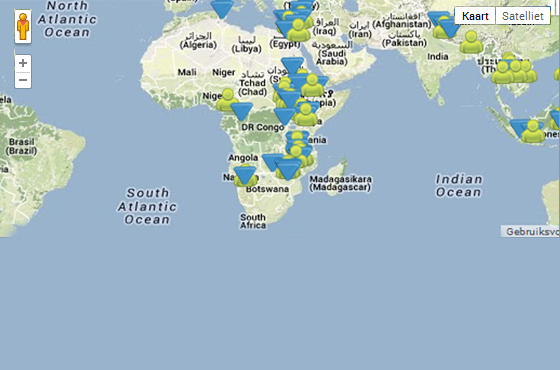 North
Atlantic
Ocean
Kaart
Satelliet
+
−
الجزائر
(Algeria)
ليبيا
(Libya)
(Egypt)
العراق
(Iraq)
ایران
(Iran)
افغانستان
(Afghanistan)
پاکستان
(Pakistan)
السعودية
(Saudi
Arabia)
India
Mali
Niger
تشاد
Tchad
(Chad)
Nige
DR Congo
Angola
Na
Botswana
South
Africa
Madagasikara
(Madagascar)
Brasil
(Brazil)
South
Atlantic
Ocean
Indian
Ocean
Gebruiksvo